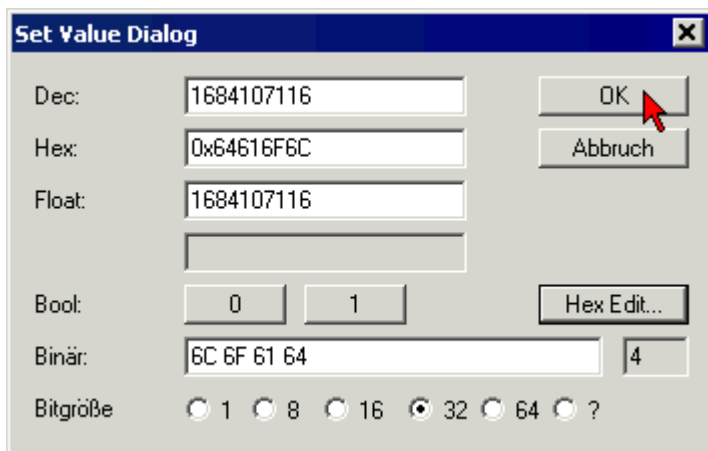 Set Value Dialog
Dec: 1684107116 OK
Hex: 0x64616F6C Abbruch
Float: 1684107116
Bool: 0 1 Hex Edit...
Binär: 6C 6F 61 64 4
Bitgröße 1 8 16 32 64 ?